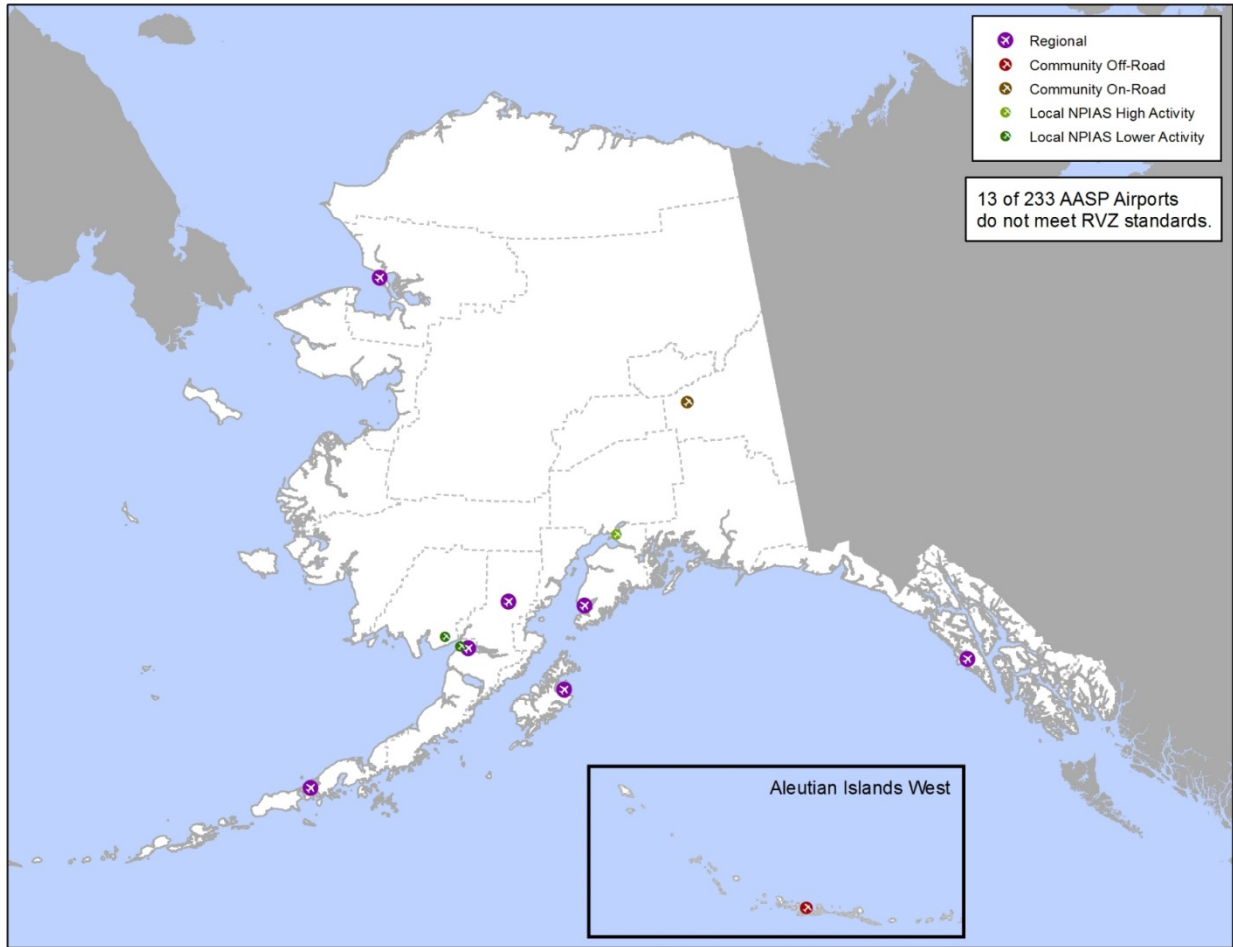 Regional
Community Off-Road
Community On-Road
Local NPIAS High Activity
Local NPIAS Lower Activity
13 of 233 AASP Airports
do not meet RVZ standards.
Aleutian Islands West